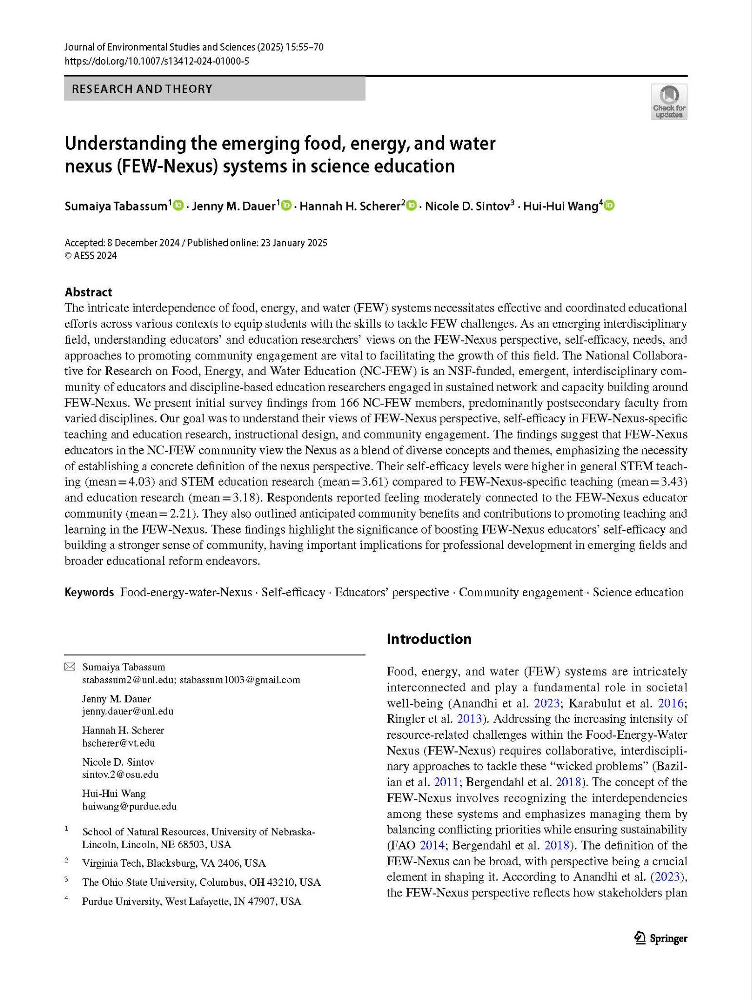 Journal of Environmental Studies and Sciences (2025) 15:55–70
https://doi.org/10.1007/s13412-024-01000-5
RESEARCH AND THEORY
Check for
updates
Understanding the emerging food, energy, and water
nexus (FEW-Nexus) systems in science education
Sumaiya Tabassum1 iD · Jenny M. Dauer1 iD · Hannah H. Scherer2 iD · Nicole D. Sintov3 · Hui-Hui Wang4 iD
Accepted: 8 December 2024 / Published online: 23 January 2025
© AESS 2024
Abstract
The intricate interdependence of food, energy, and water (FEW) systems necessitates effective and coordinated educational
efforts across various contexts to equip students with the skills to tackle FEW challenges. As an emerging interdisciplinary
field, understanding educators' and education researchers' views on the FEW-Nexus perspective, self-efficacy, needs, and
approaches to promoting community engagement are vital to facilitating the growth of this field. The National Collabora-
tive for Research on Food, Energy, and Water Education (NC-FEW) is an NSF-funded, emergent, interdisciplinary com-
munity of educators and discipline-based education researchers engaged in sustained network and capacity building around
FEW-Nexus. We present initial survey findings from 166 NC-FEW members, predominantly postsecondary faculty from
varied disciplines. Our goal was to understand their views of FEW-Nexus perspective, self-efficacy in FEW-Nexus-specific
teaching and education research, instructional design, and community engagement. The findings suggest that FEW-Nexus
educators in the NC-FEW community view the Nexus as a blend of diverse concepts and themes, emphasizing the necessity
of establishing a concrete definition of the nexus perspective. Their self-efficacy levels were higher in general STEM teach-
ing (mean=4.03) and STEM education research (mean=3.61) compared to FEW-Nexus-specific teaching (mean=3.43)
and education research (mean=3.18). Respondents reported feeling moderately connected to the FEW-Nexus educator
community (mean=2.21). They also outlined anticipated community benefits and contributions to promoting teaching and
learning in the FEW-Nexus. These findings highlight the significance of boosting FEW-Nexus educators' self-efficacy and
building a stronger sense of community, having important implications for professional development in emerging fields and
broader educational reform endeavors.
Keywords Food-energy-water-Nexus · Self-efficacy · Educators' perspective · Community engagement · Science education
Sumaiya Tabassum
stabassum2@unl.edu; stabassum1003@gmail.com
Jenny M. Dauer
jenny.dauer@unl.edu
Hannah H. Scherer
hscherer@vt.edu
Nicole D. Sintov
sintov.2@osu.edu
Hui-Hui Wang
huiwang@purdue.edu
1 School of Natural Resources, University of Nebraska-
Lincoln, Lincoln, NE 68503, USA
2 Virginia Tech, Blacksburg, VA 2406, USA
3 The Ohio State University, Columbus, OH 43210, USA
4 Purdue University, West Lafayette, IN 47907, USA
Introduction
Food, energy, and water (FEW) systems are intricately
interconnected and play a fundamental role in societal
well-being (Anandhi et al. 2023; Karabulut et al. 2016;
Ringler et al. 2013). Addressing the increasing intensity of
resource-related challenges within the Food-Energy-Water
Nexus (FEW-Nexus) requires collaborative, interdiscipli-
nary approaches to tackle these “wicked problems” (Bazil-
ian et al. 2011; Bergendahl et al. 2018). The concept of the
FEW-Nexus involves recognizing the interdependencies
among these systems and emphasizes managing them by
balancing conflicting priorities while ensuring sustainability
(FAO 2014; Bergendahl et al. 2018). The definition of the
FEW-Nexus can be broad, with perspective being a crucial
element in shaping it. According to Anandhi et al. (2023),
the FEW-Nexus perspective reflects how stakeholders plan
Springer